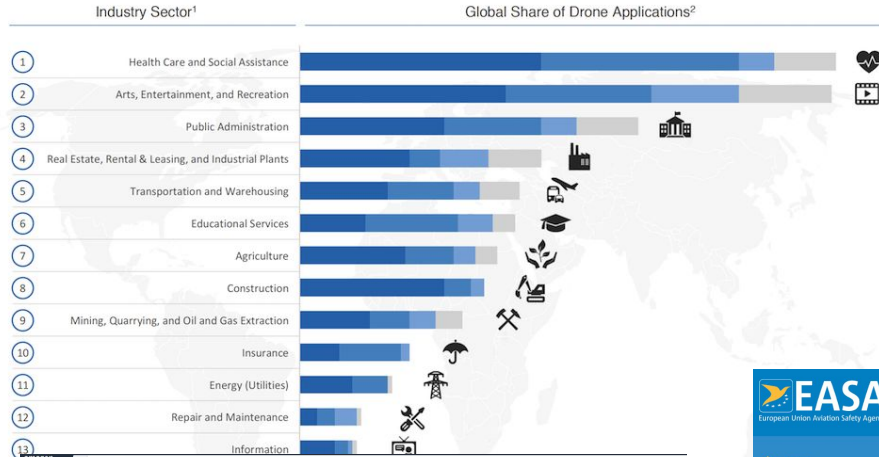 Industry Sector1
Global Share of Drone Applications2
1 Health Care and Social Assistance
2 Arts, Entertainment, and Recreation
3 Public Administration
4 Real Estate, Rental & Leasing, and Industrial Plants
5 Transportation and Warehousing
6 Educational Services
7 Agriculture
8 Construction
9 Mining, Quarrying, and Oil and Gas Extraction
10 Insurance
11 Energy (Utilities)
12 Repair and Maintenance
13 Information
EASA
European Union Aviation Safety Agen